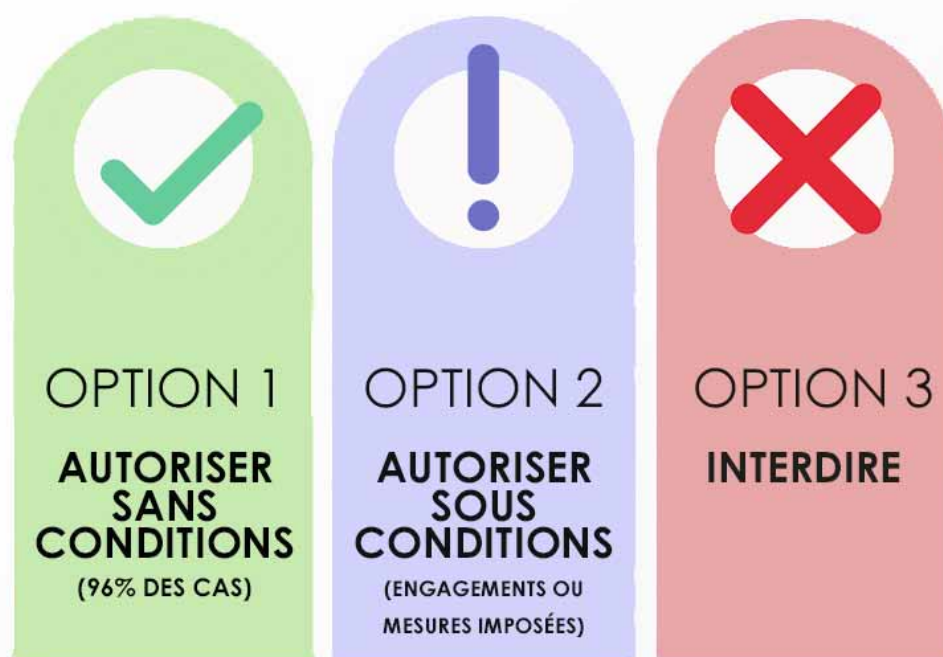 OPTION 1
AUTORISER
SANS
CONDITIONS
(96% DES CAS)
OPTION 2
AUTORISER
SOUS
CONDITIONS
(ENGAGEMENTS OU
MESURES IMPOSÉES)
OPTION 3
INTERDIRE